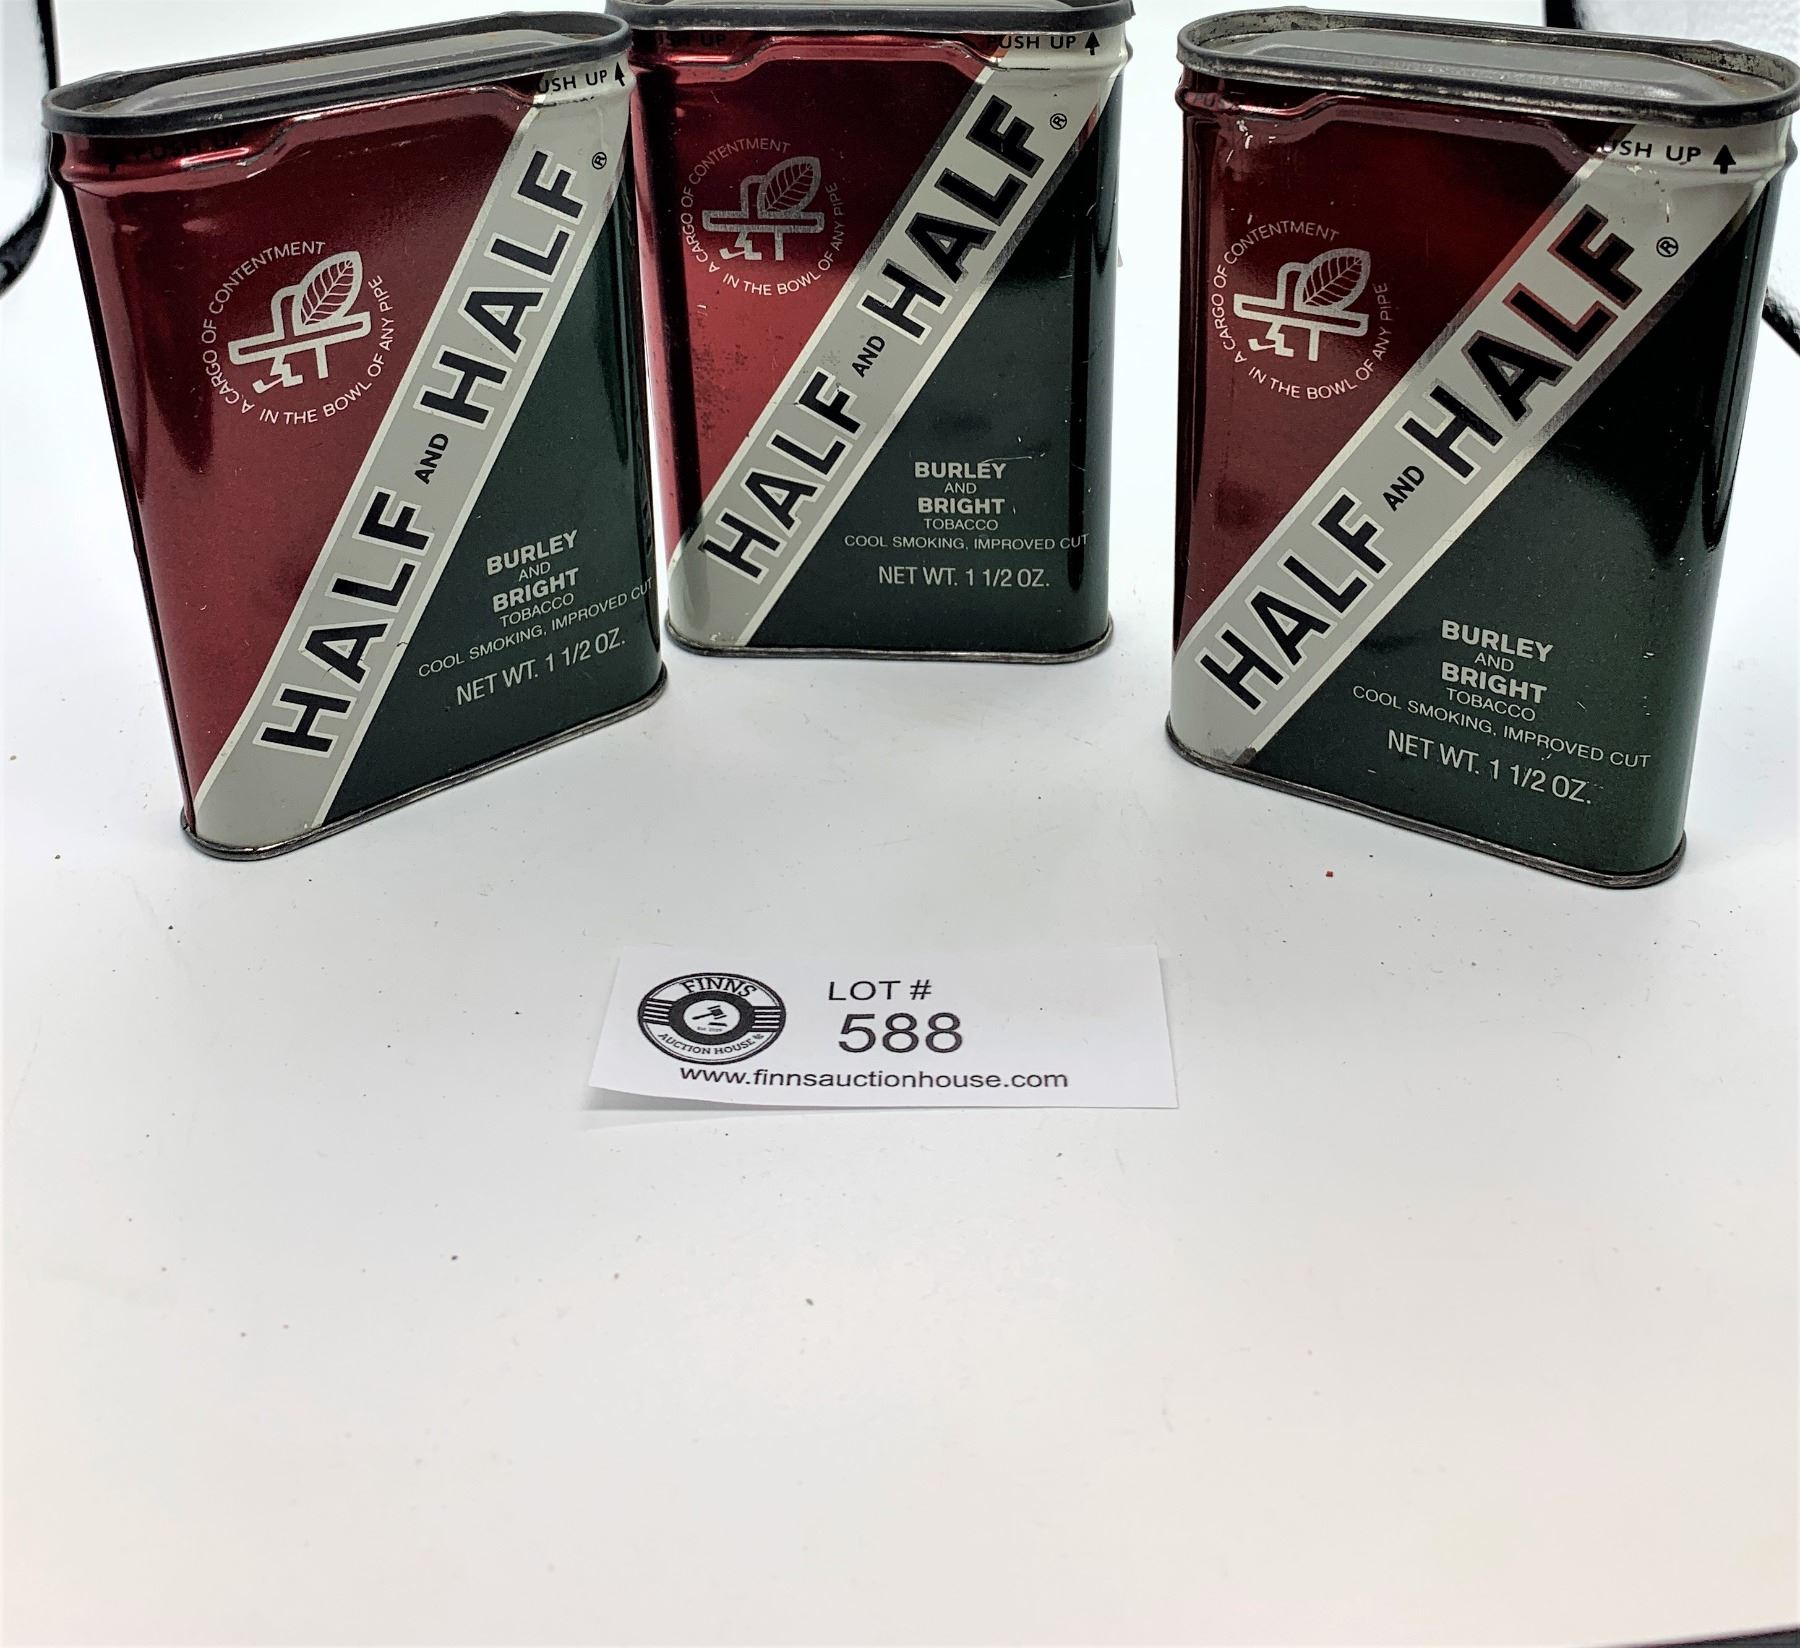 PUSH UP
USH UP
A CARGO OF CONTENTMENT
IN THE BOWL OF ANY PIPE
HALF AND HALF ®
BURLEY
AND
BRIGHT
TOBACCO
COOL SMOKING, IMPROVED CUT
NET WT. 1 1/2 OZ.
PUSH UP
PUSH UP
A CARGO OF CONTENTMENT
IN THE BOWL OF ANY PIPE
HALF AND HALF ®
BURLEY
AND
BRIGHT
TOBACCO
COOL SMOKING, IMPROVED CUT
NET WT. 1 1/2 OZ.
USH UP
A CARGO OF CONTENTMENT
IN THE BOWL OF ANY PIPE
HALF AND HALF ®
BURLEY
AND
BRIGHT
TOBACCO
COOL SMOKING, IMPROVED CUT
NET WT. 1 1/2 OZ.
FINNS
AUCTION HOUSE
LOT #
588
www.finnsauctionhouse.com